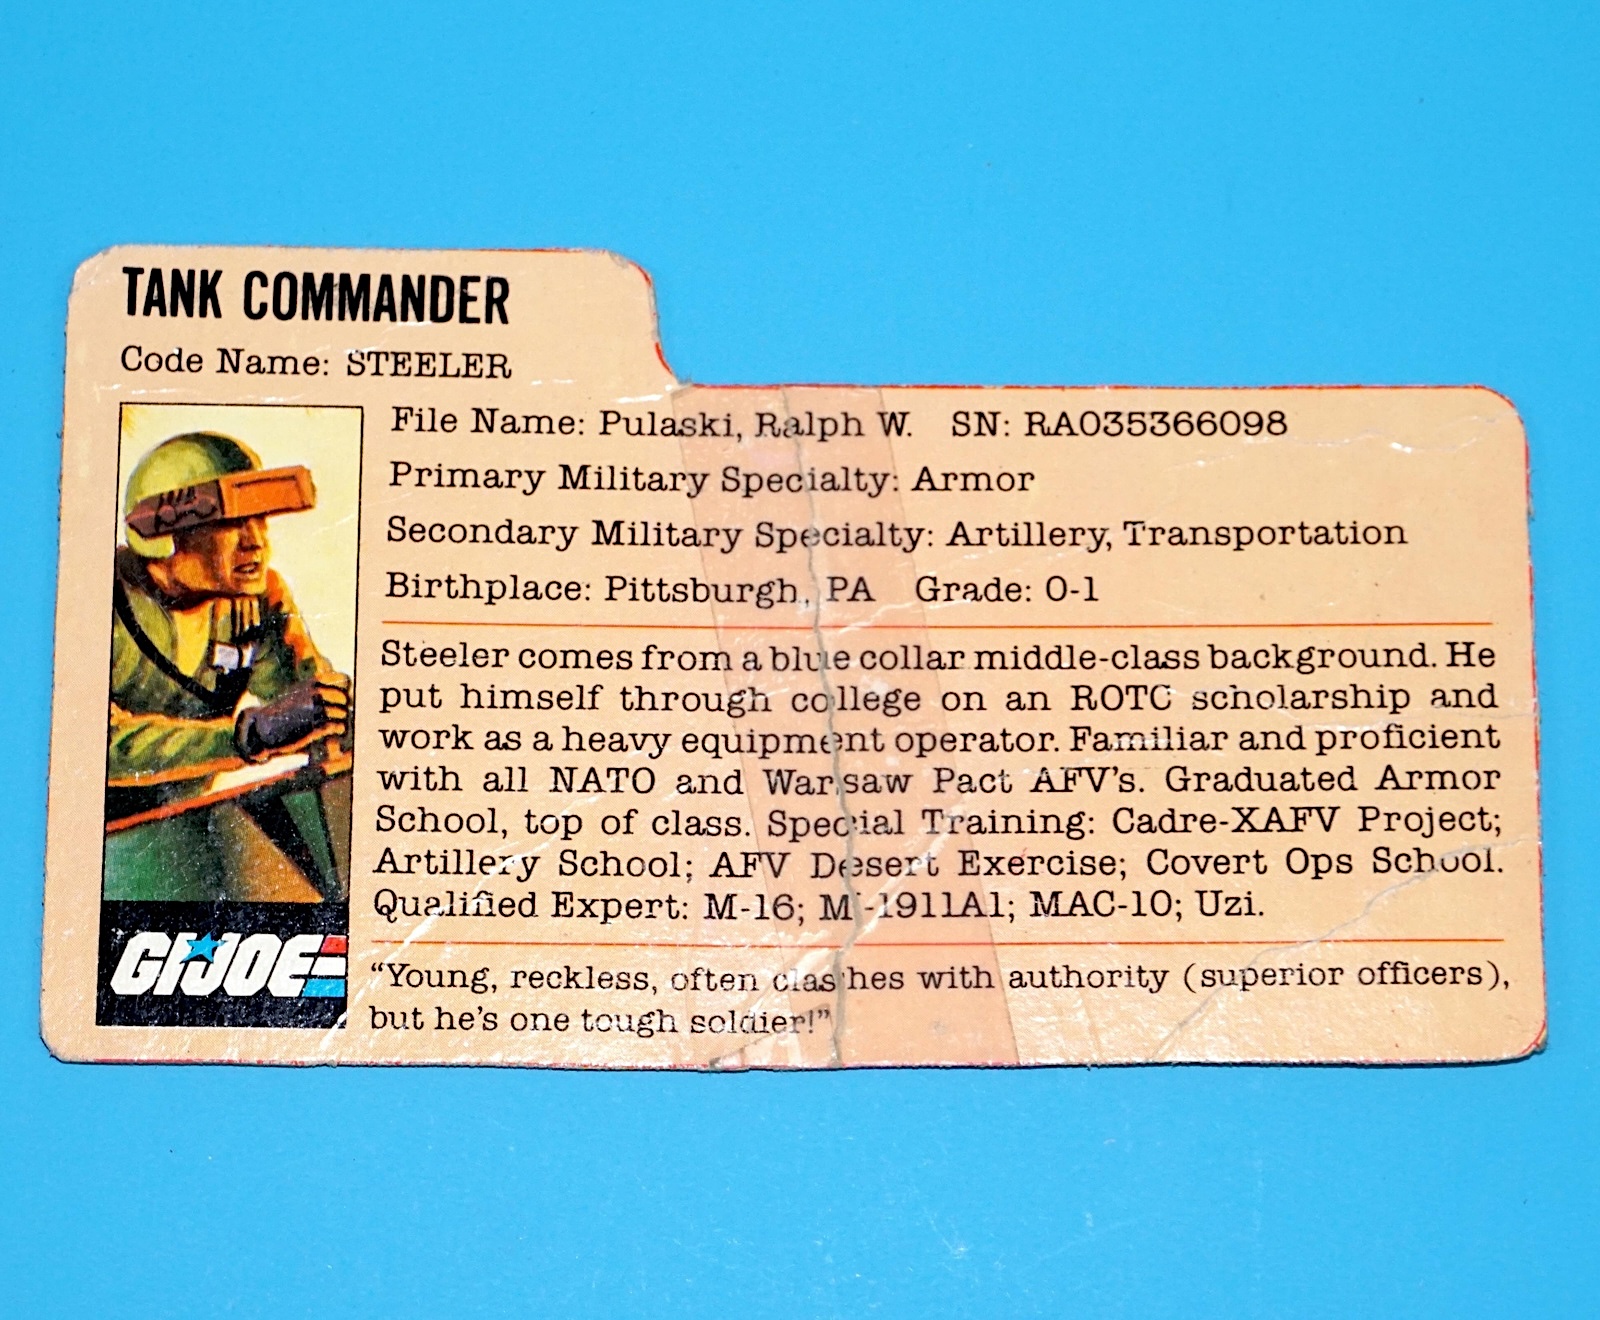 TANK COMMANDER
Code Name: STEELER
File Name: Pulaski, Ralph W. SN: RA035366098
Primary Military Specialty: Armor
Secondary Military Specialty: Artillery, Transportation
Birthplace: Pittsburgh, PA Grade: O-1
Steeler comes from a blue collar middle-class background. He
put himself through college on an ROTC scholarship and
work as a heavy equipment operator. Familiar and proficient
with all NATO and Warsaw Pact AFV's. Graduated Armor
School, top of class. Special Training: Cadre-XAFV Project;
Artillery School; AFV Desert Exercise; Covert Ops School.
Qualified Expert: M-16; M-1911A1; MAC-10; Uzi.
GI JOE
"Young, reckless, often clashes with authority (superior officers),
but he's one tough soldier!"